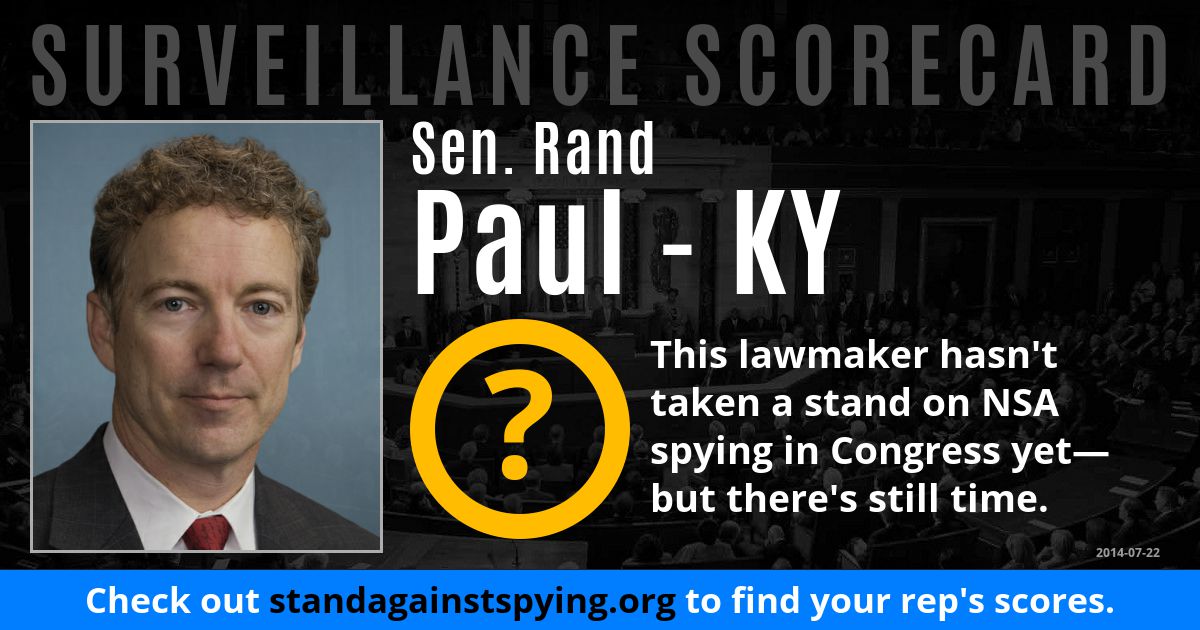 SURVEILLANCE SCORECARD
Sen. Rand
Paul - KY
?
This lawmaker hasn't
taken a stand on NSA
spying in Congress yet—
but there's still time.
2014-07-22
Check out standagainstspying.org to find your rep's scores.